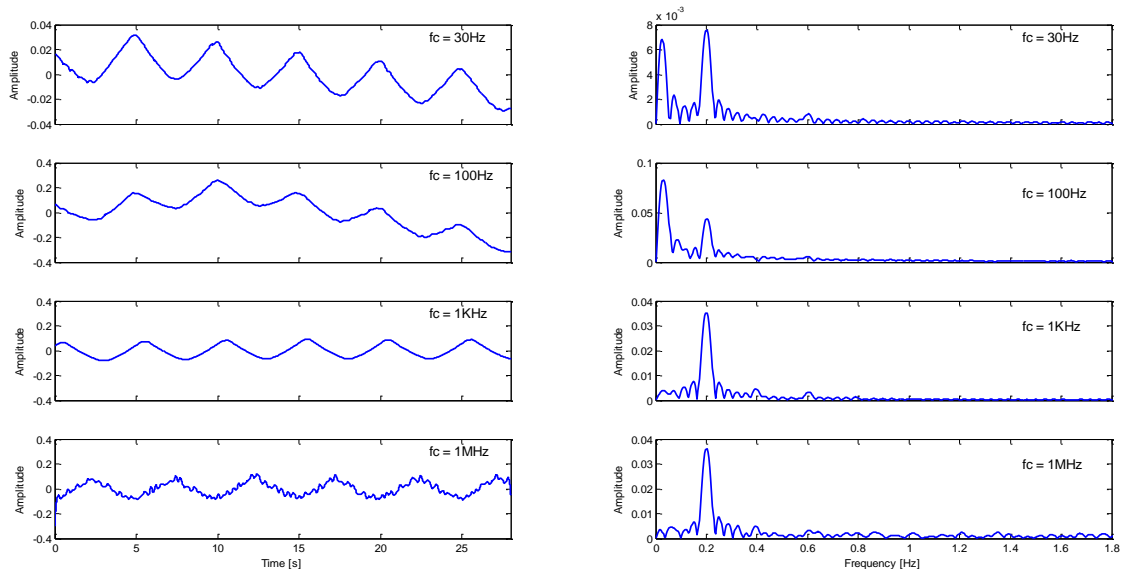 0.04
0.02
0
-0.02
-0.04
Amplitude
fc = 30Hz
x 10-3
8
6
4
2
0
Amplitude
fc = 30Hz
0.4
0.2
0
-0.2
-0.4
Amplitude
fc = 100Hz
0.1
0.05
0
Amplitude
fc = 100Hz
0.4
0.2
0
-0.2
-0.4
Amplitude
fc = 1KHz
0.04
0.03
0.02
0.01
0
Amplitude
fc = 1KHz
0.4
0.2
0
-0.2
-0.4
Amplitude
fc = 1MHz
0 5 10 15 20 25
Time [s]
0.04
0.03
0.02
0.01
0
Amplitude
fc = 1MHz
0 0.2 0.4 0.6 0.8 1 1.2 1.4 1.6 1.8
Frequency [Hz]